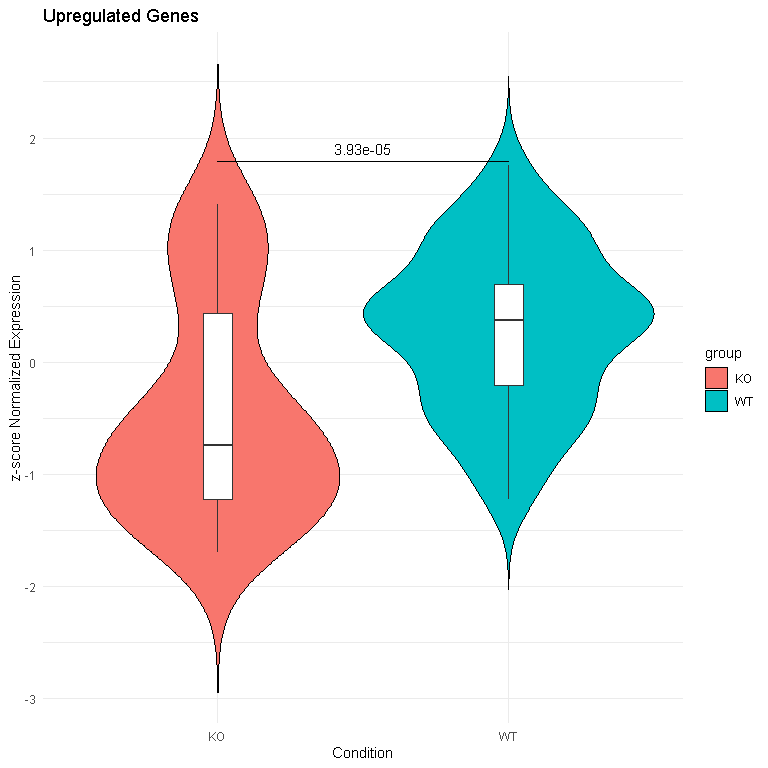 Upregulated Genes
z-score Normalized Expression
2
1
0
-1
-2
-3
3.93e-05
KO
WT
Condition
group
KO
WT